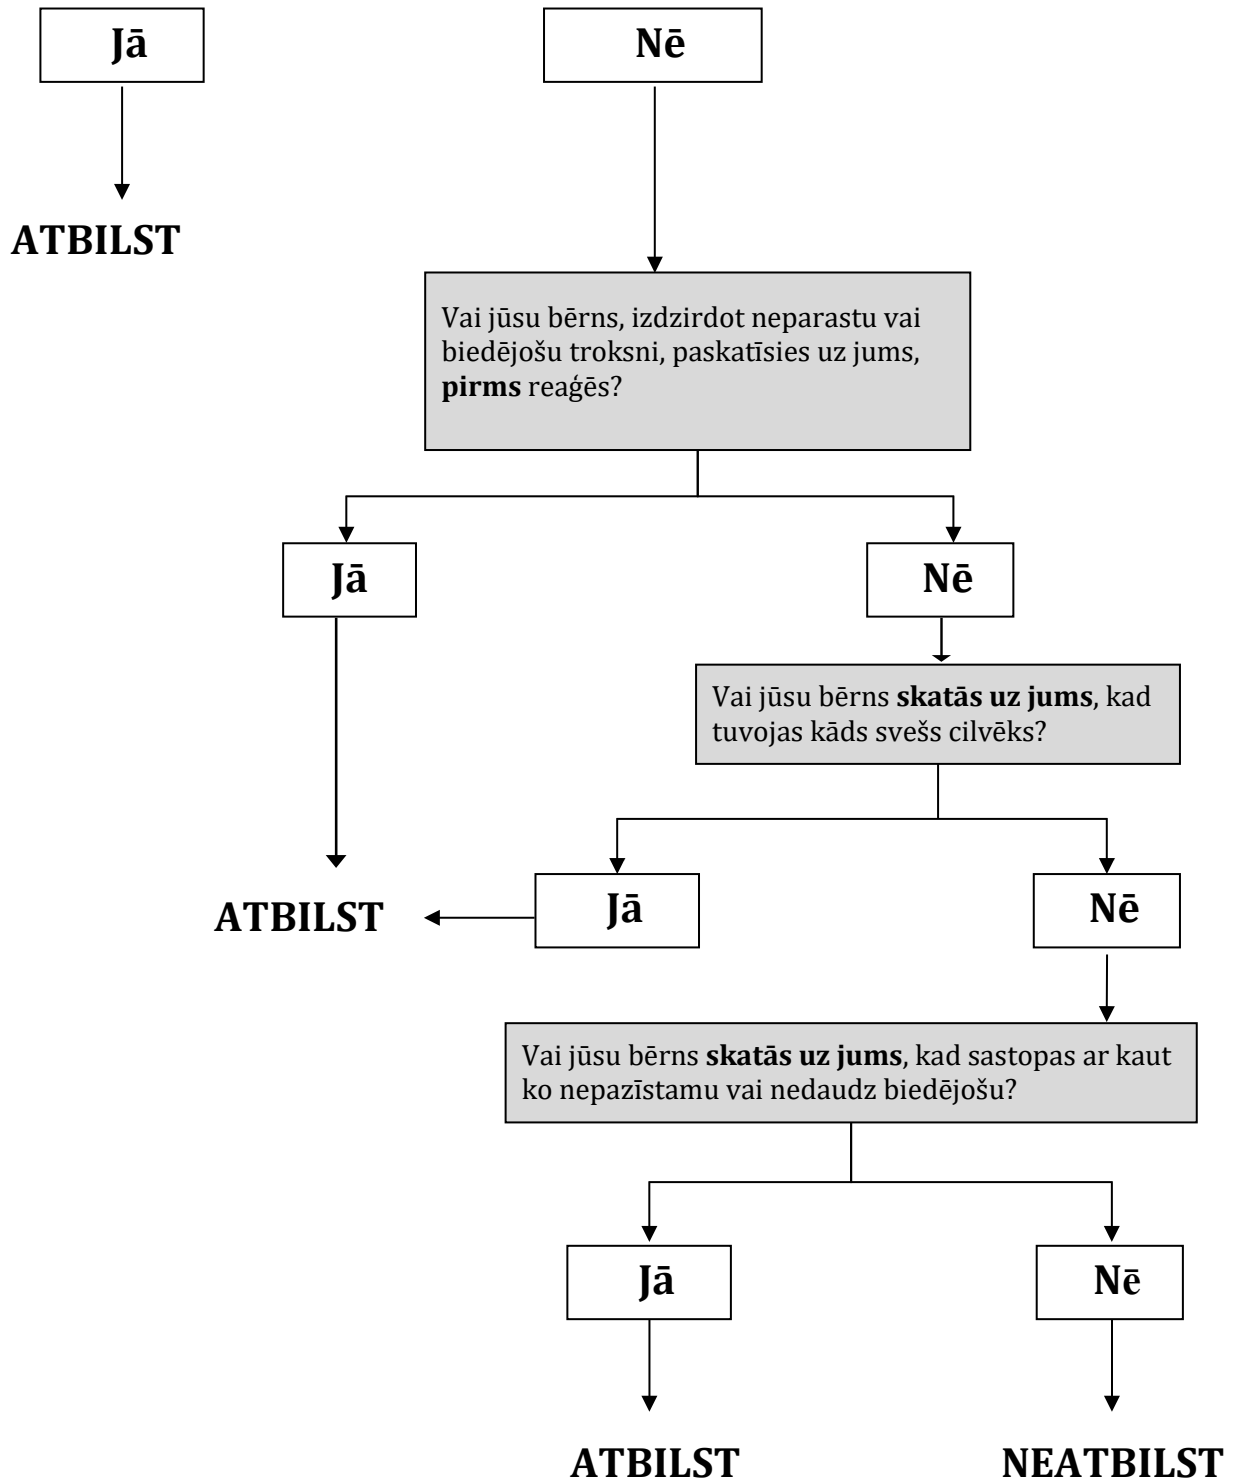 Jā
Nē
ATBILST
Vai jūsu bērns, izdzirdot neparastu vai
biedējošu troksni, paskatīsies uz jums,
pirms reaģēs?
Jā
Nē
Vai jūsu bērns skatās uz jums, kad
tuvojas kāds svešs cilvēks?
ATBILST
Jā
Nē
Vai jūsu bērns skatās uz jums, kad sastopas ar kaut
ko nepazīstamu vai nedaudz biedējošu?
Jā
Nē
ATBILST
NEATBILST